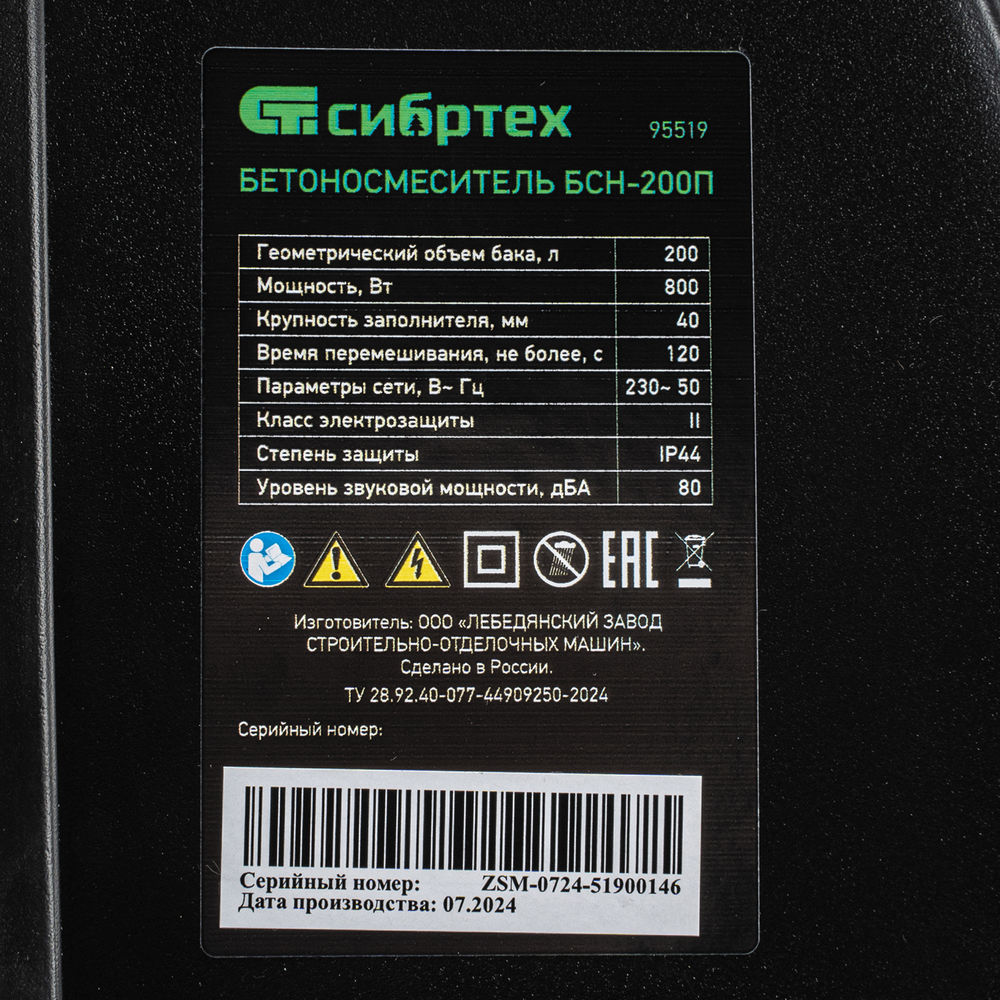 сибртех 95519
БЕТОНОСМЕСИТЕЛЬ БСН-200П
Геометрический объем бака, л 200
Мощность, Вт 800
Крупность заполнителя, мм 40
Время перемешивания, не более, с 120
Параметры сети, В~ Гц 230~ 50
Класс электрозащиты II
Степень защиты IP44
Уровень звуковой мощности, дБА 80
EAC
Изготовитель: ООО «ЛЕБЕДЯНСКИЙ ЗАВОД
СТРОИТЕЛЬНО-ОТДЕЛОЧНЫХ МАШИН».
Сделано в России.
ТУ 28.92.40-077-44909250-2024
Серийный номер:
Серийный номер: ZSM-0724-51900146
Дата производства: 07.2024